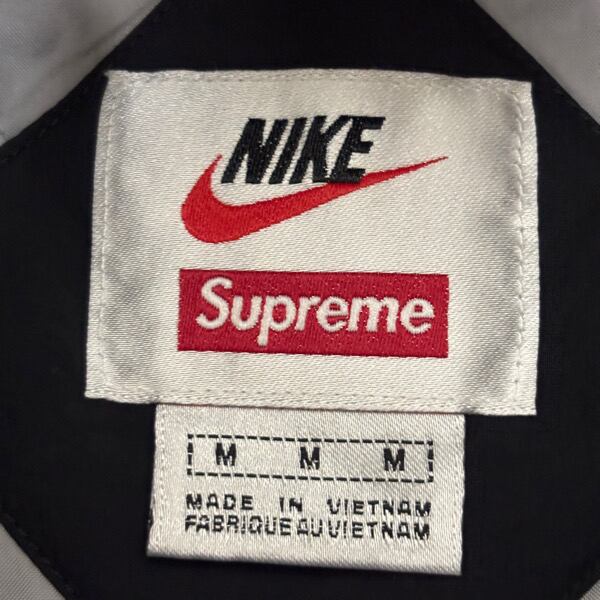 NIKE
Supreme
M M M
MADE IN VIETNAM
FABRIQUE AU VIETNAM